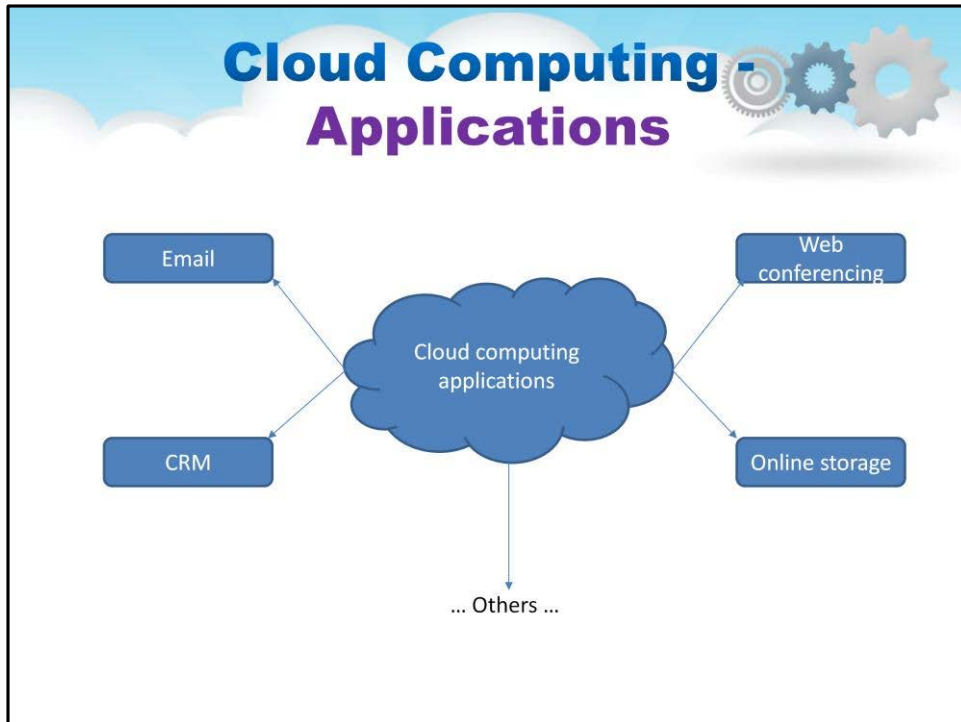 Cloud Computing -
Applications
Email
Web
conferencing
Cloud computing
applications
CRM
Online storage
... Others ...